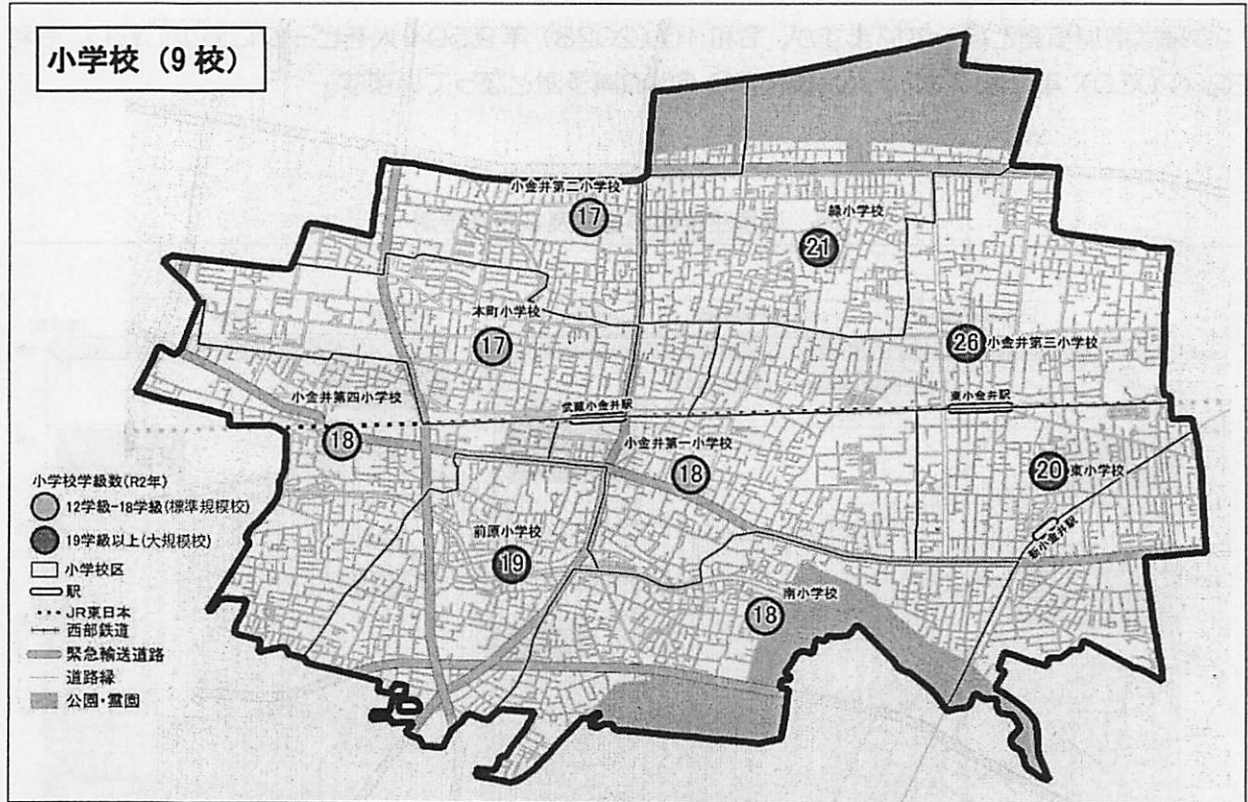 小学校（9校）
小金井第二小学校
17
緑小学校
21
本町小学校
17
26
小金井第三小学校
小金井第四小学校
18
武蔵小金井駅
東小金井駅
小金井第一小学校
18
20
東小学校
前原小学校
19
新小金井駅
南小学校
18
小学校学級数(R2年)
12学級-18学級(標準規模校)
19学級以上(大規模校)
小学校区
駅
JR東日本
西部鉄道
緊急輸送道路
道路縁
公園・霊園